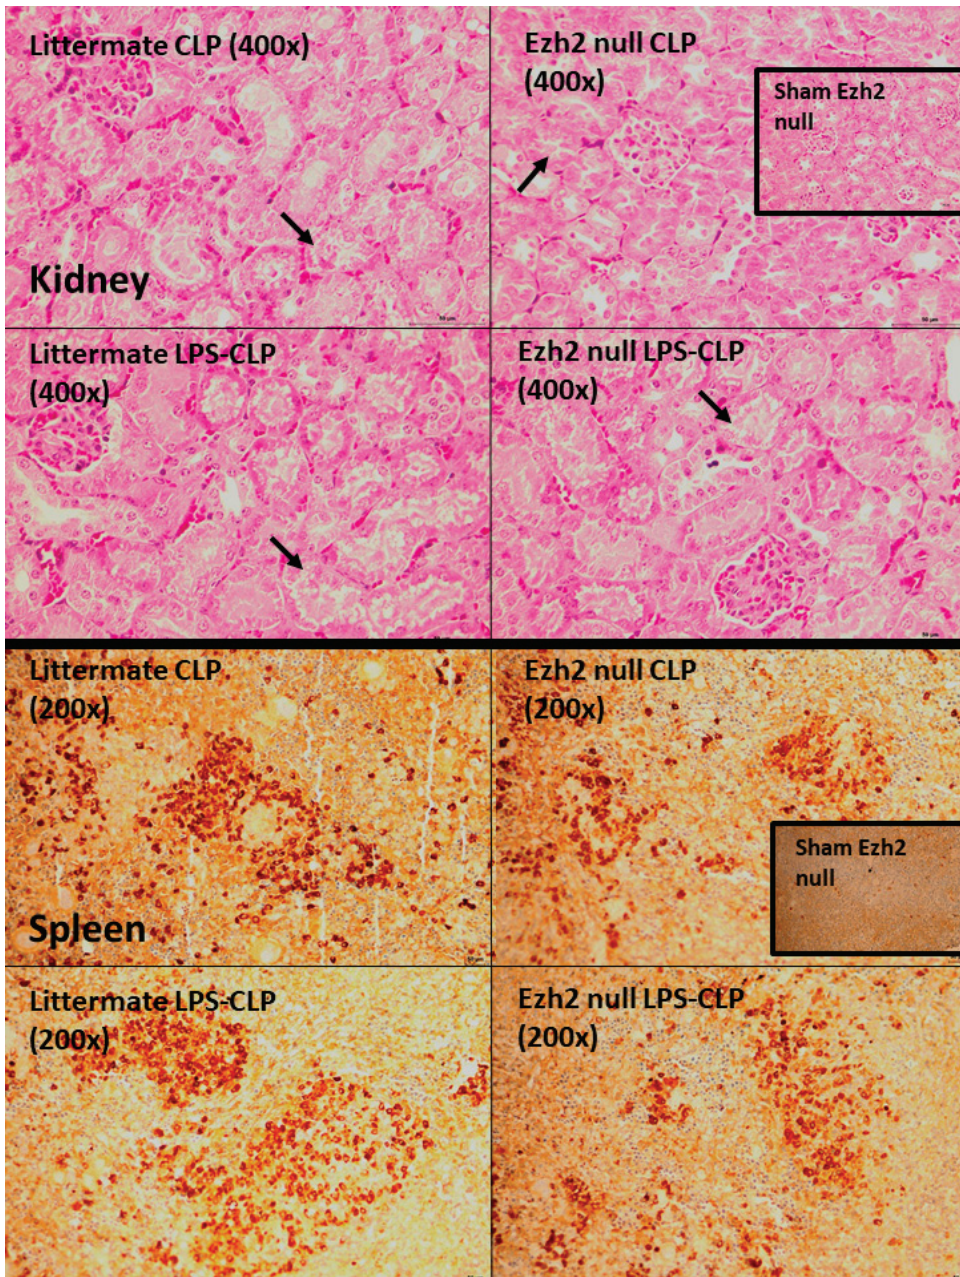 Littermate CLP (400x)
Kidney
Ezh2 null CLP
(400x)
Sham Ezh2
null
50 µm
Littermate LPS-CLP
(400x)
Ezh2 null LPS-CLP
(400x)
Littermate CLP
(200x)
Spleen
Ezh2 null CLP
(200x)
Sham Ezh2
null
Littermate LPS-CLP
(200x)
Ezh2 null LPS-CLP
(200x)